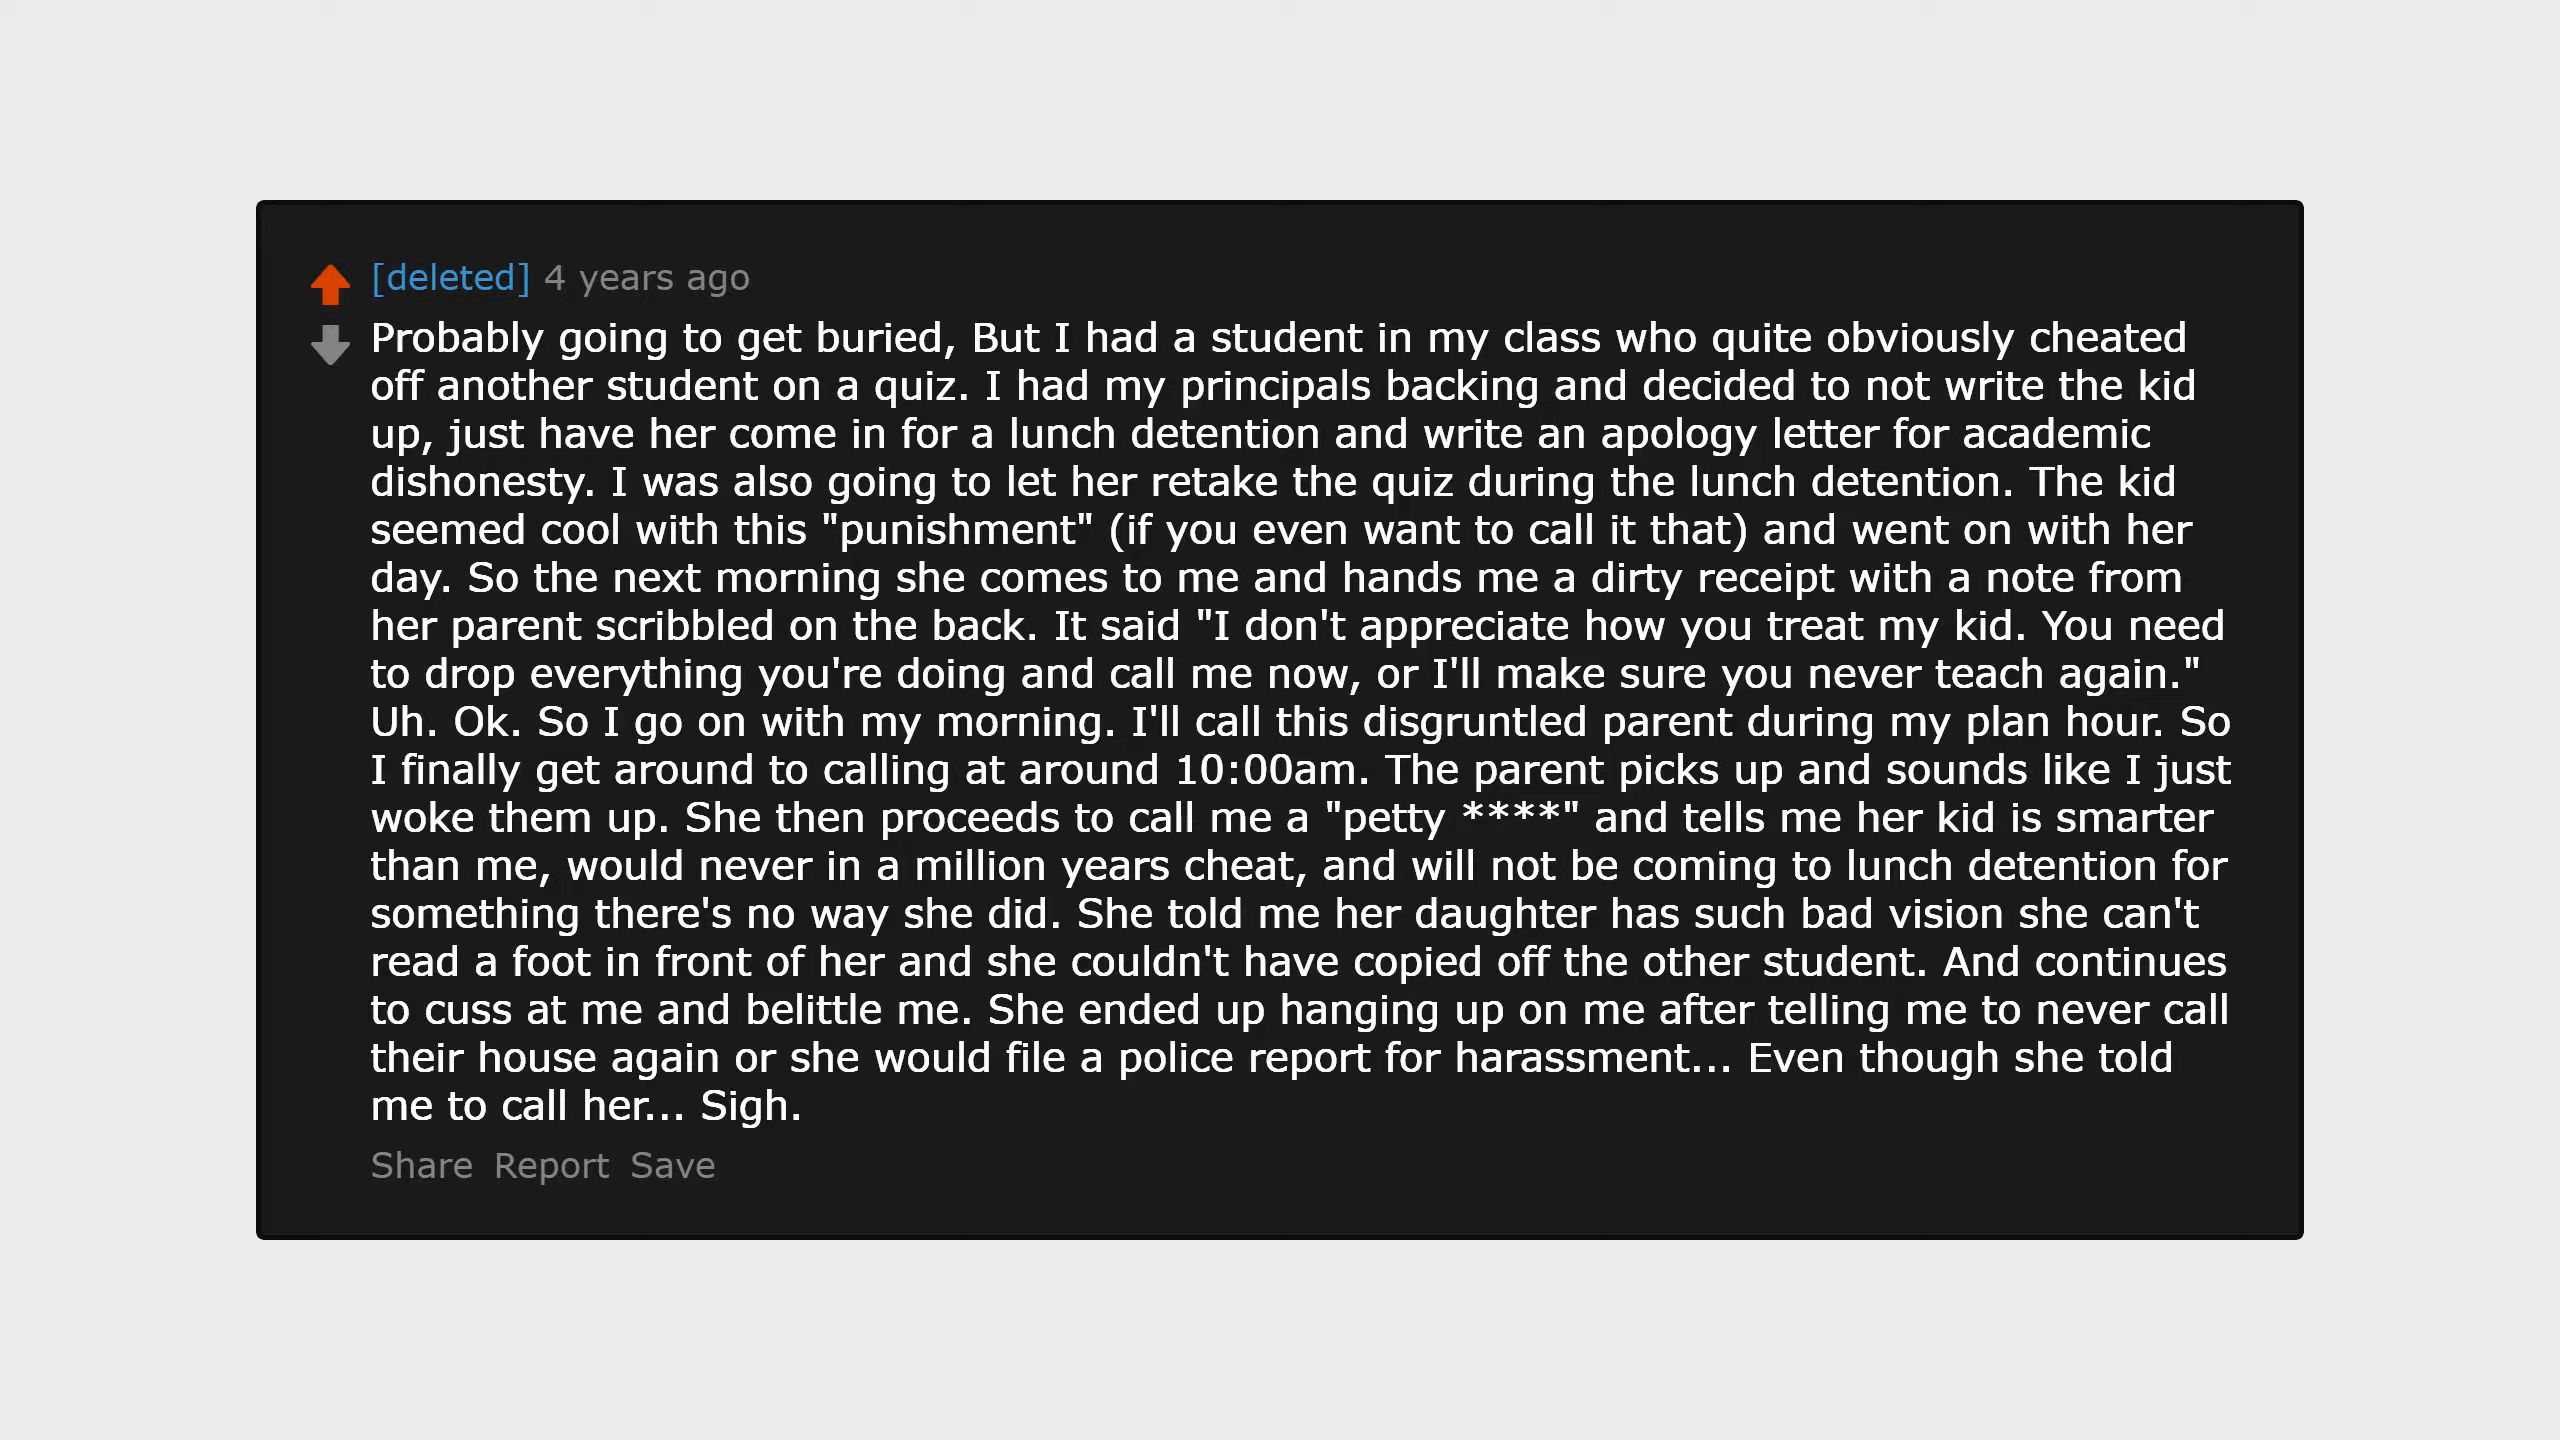 [deleted] 4 years ago
Probably going to get buried, But I had a student in my class who quite obviously cheated
off another student on a quiz. I had my principals backing and decided to not write the kid
up, just have her come in for a lunch detention and write an apology letter for academic
dishonesty. I was also going to let her retake the quiz during the lunch detention. The kid
seemed cool with this "punishment" (if you even want to call it that) and went on with her
day. So the next morning she comes to me and hands me a dirty receipt with a note from
her parent scribbled on the back. It said "I don't appreciate how you treat my kid. You need
to drop everything you're doing and call me now, or I'll make sure you never teach again."
Uh. Ok. So I go on with my morning. I'll call this disgruntled parent during my plan hour. So
I finally get around to calling at around 10:00am. The parent picks up and sounds like I just
woke them up. She then proceeds to call me a "petty ****" and tells me her kid is smarter
than me, would never in a million years cheat, and will not be coming to lunch detention for
something there's no way she did. She told me her daughter has such bad vision she can't
read a foot in front of her and she couldn't have copied off the other student. And continues
to cuss at me and belittle me. She ended up hanging up on me after telling me to never call
their house again or she would file a police report for harassment... Even though she told
me to call her... Sigh.
Share Report Save